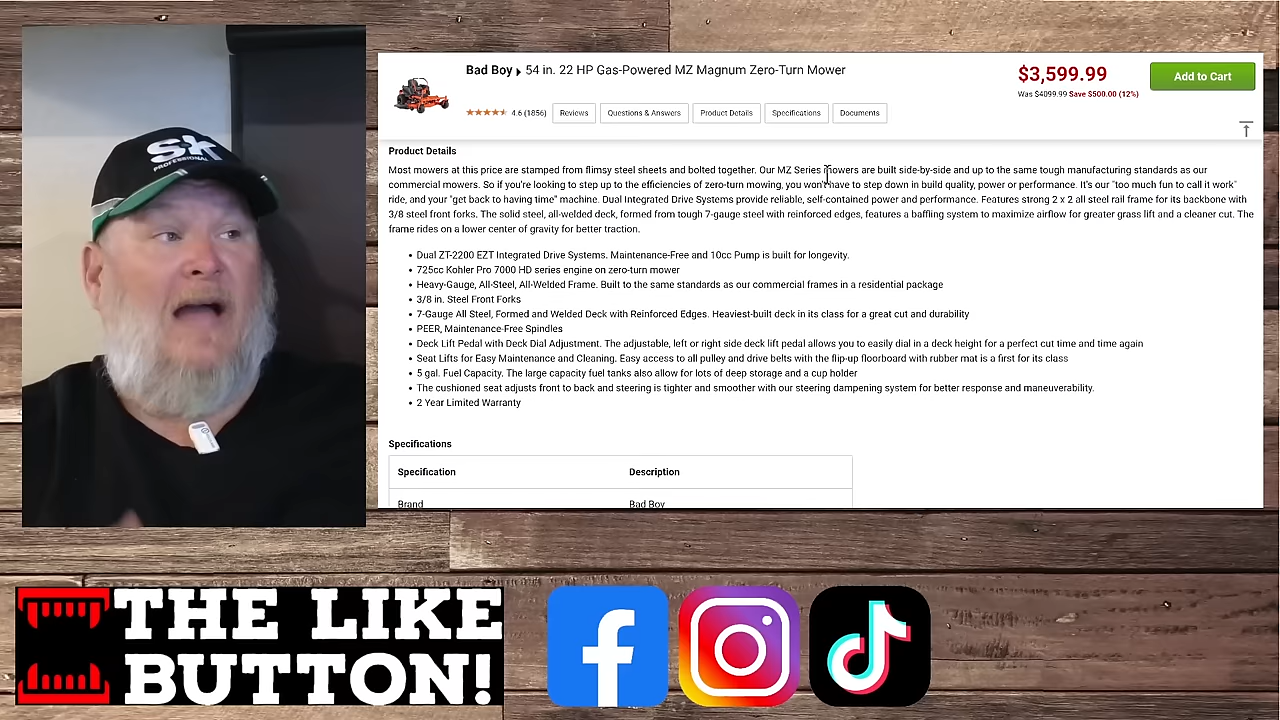 SK
PROFESSIONAL
Bad Boy 54 in. 22 HP Gas-Powered MZ Magnum Zero-Turn Mower
$3,599.99
Add to Cart
Was $4099.99 Save $500.00 (12%)
4.6 (1856) Reviews Questions & Answers Product Details Specifications Documents
Product Details
Most mowers at this price are stamped from flimsy steel sheets and bolted together. Our MZ Series mowers are built side-by-side and up to the same tough manufacturing standards as our
commercial mowers. So if you're looking to step up to the efficiencies of zero-turn mowing, you don't have to step down in build quality, power or performance. It's our "too much fun to call it work"
ride, and your "get back to having time" machine. Dual Integrated Drive Systems provide reliable, self-contained power and performance. Features strong 2 x 2 all steel rail frame for its backbone with
3/8 steel front forks. The solid steel, all-welded deck, formed from tough 7-gauge steel with reinforced edges, features a baffling system to maximize airflow for greater grass lift and a cleaner cut. The
frame rides on a lower center of gravity for better traction.
Dual ZT-2200 EZT Integrated Drive Systems. Maintenance-Free and 10cc Pump is built for longevity.
725cc Kohler Pro 7000 HD series engine on zero-turn mower
Heavy-Gauge, All-Steel, All-Welded Frame. Built to the same standards as our commercial frames in a residential package
3/8 in. Steel Front Forks
7-Gauge All Steel, Formed and Welded Deck with Reinforced Edges. Heaviest-built deck in its class for a great cut and durability
PEER, Maintenance-Free Spindles
Deck Lift Pedal with Deck Dial Adjustment. The adjustable, left or right side deck lift pedal allows you to easily dial in a deck height for a perfect cut time and time again
Seat Lifts for Easy Maintenance and Cleaning. Easy access to all pulley and drive belts with the flip-up floorboard with rubber mat is a first for its class
5 gal. Fuel Capacity. The large capacity fuel tanks also allow for lots of deep storage and a cup holder
The cushioned seat adjusts front to back and steering is tighter and smoother with our steering dampening system for better response and maneuverability.
2 Year Limited Warranty
Specifications
Specification Description
Brand Bad Boy
THE LIKE
BUTTON!